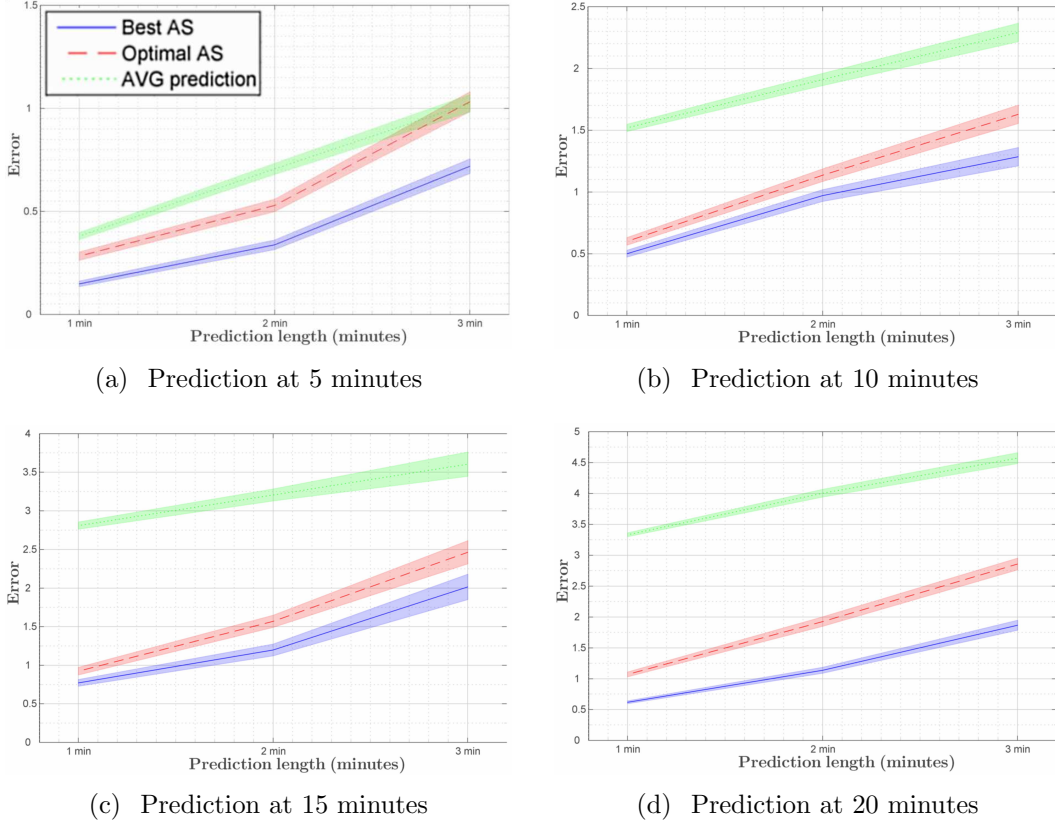 Best AS
Optimal AS
AVG prediction
1.5
1
0.5
0
Error
1 min
2 min
3 min
Prediction length (minutes)
(a) Prediction at 5 minutes
2.5
2
1.5
1
0.5
0
Error
1 min
2 min
3 min
Prediction length (minutes)
(b) Prediction at 10 minutes
4
3.5
3
2.5
2
1.5
1
0.5
0
Error
1 min
2 min
3 min
Prediction length (minutes)
(c) Prediction at 15 minutes
5
4.5
4
3.5
3
2.5
2
1.5
1
0.5
0
Error
1 min
2 min
3 min
Prediction length (minutes)
(d) Prediction at 20 minutes